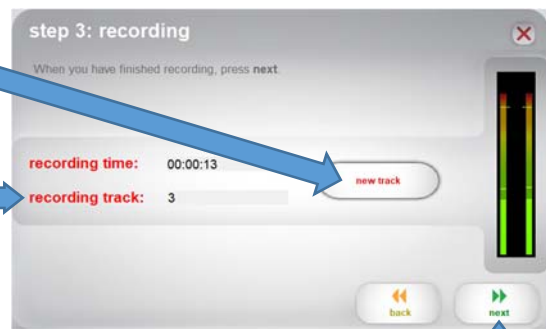 step 3: recording
When you have finished recording, press next.
recording time: 00:00:13
new track
recording track: 3
back
next